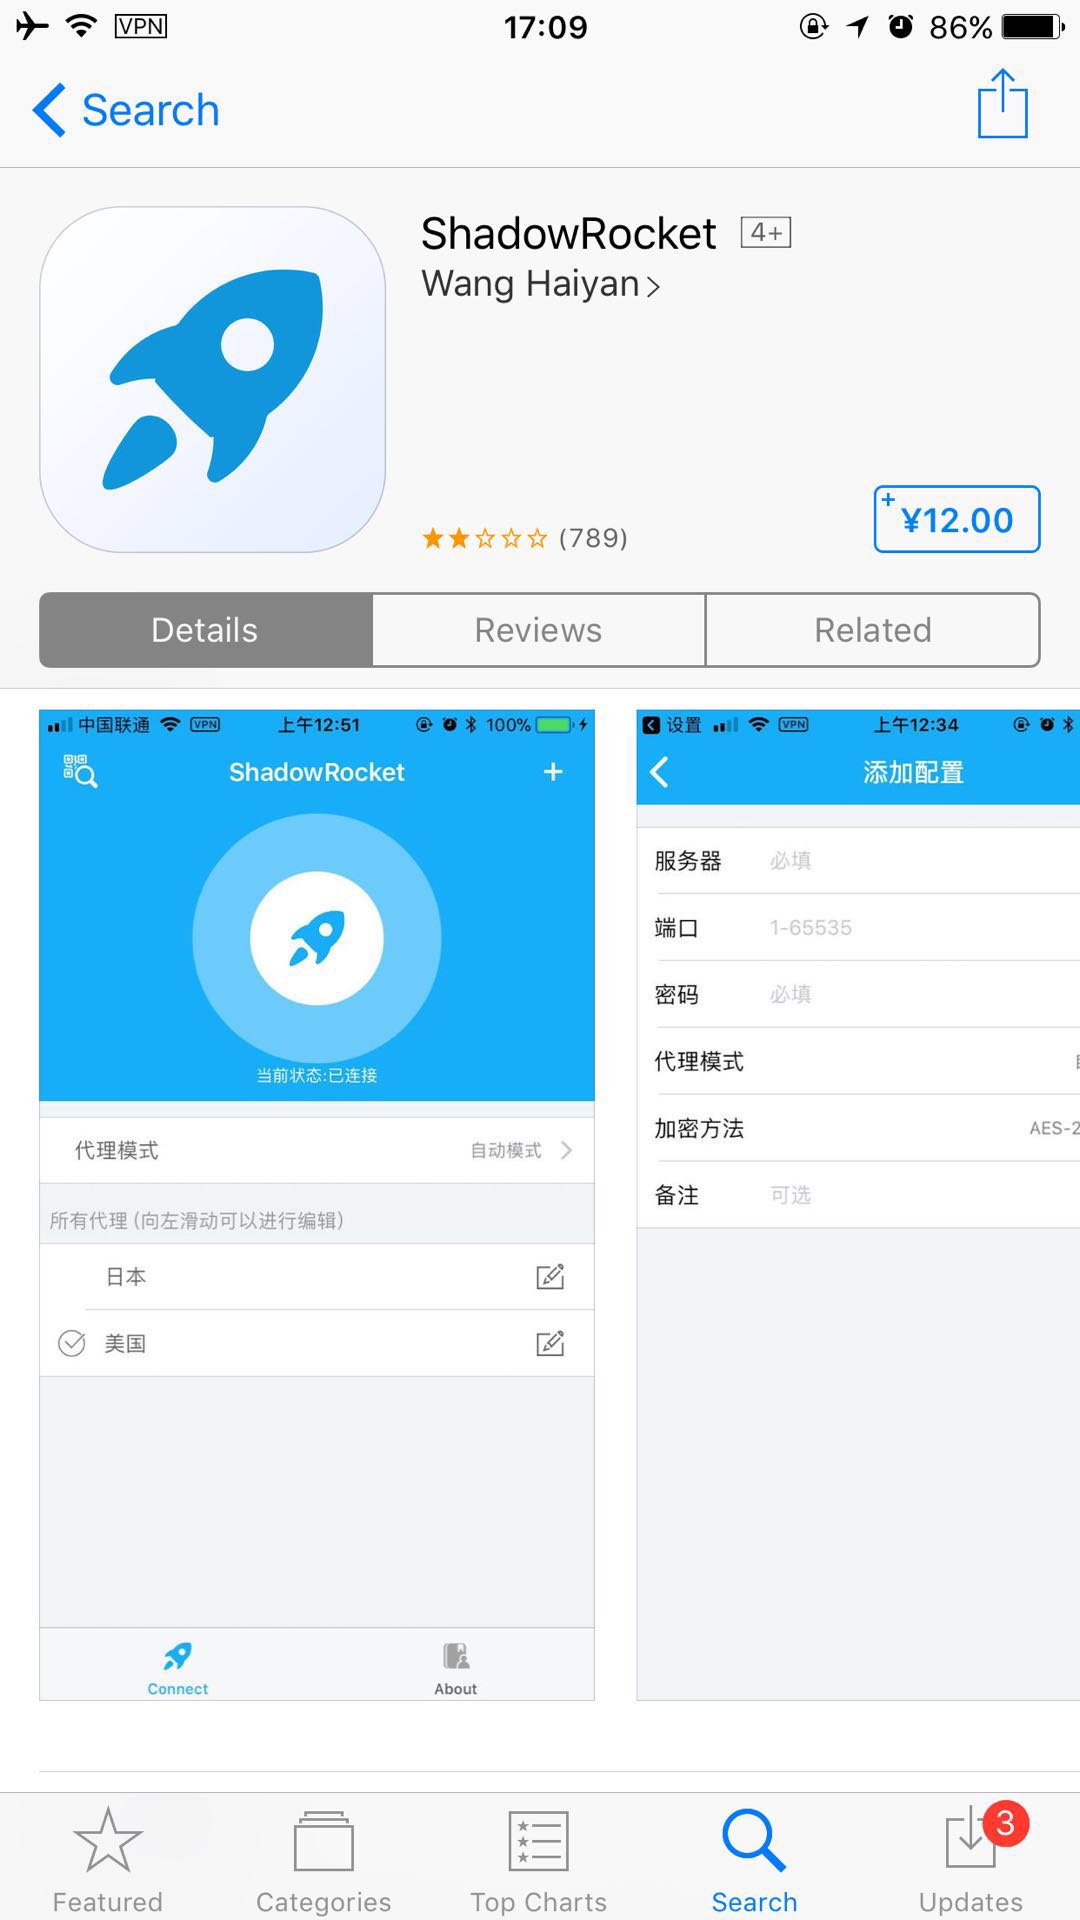 VPN 17:09 86%
Search
ShadowRocket 4+
Wang Haiyan
(789)
+ ¥12.00
Details Reviews Related
中国联通 VPN 上午12:51 100%
ShadowRocket +
当前状态:已连接
代理模式 自动模式
所有代理 (向左滑动可以进行编辑)
日本
美国
Connect About
设置 VPN 上午12:34
添加配置
服务器 必填
端口 1-65535
密码 必填
代理模式
加密方法 AES-2
备注 可选
Featured Categories Top Charts Search Updates
3